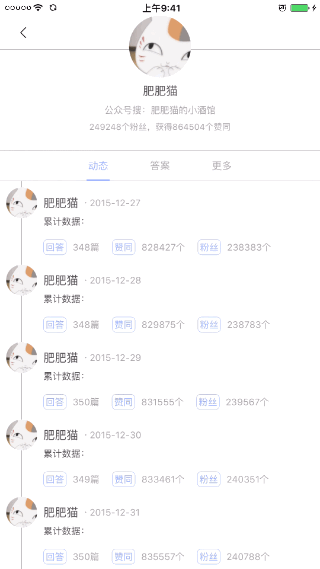 上午9:41
肥肥猫
公众号搜：肥肥猫的小酒馆
249248个粉丝，获得864504个赞同
动态 答案 更多
肥肥猫 · 2015-12-27
累计数据：
回答 348篇 赞同 828427个 粉丝 238383个
肥肥猫 · 2015-12-28
累计数据：
回答 348篇 赞同 829875个 粉丝 238783个
肥肥猫 · 2015-12-29
累计数据：
回答 350篇 赞同 831555个 粉丝 239567个
肥肥猫 · 2015-12-30
累计数据：
回答 349篇 赞同 833461个 粉丝 240351个
肥肥猫 · 2015-12-31
累计数据：
回答 350篇 赞同 835557个 粉丝 240788个